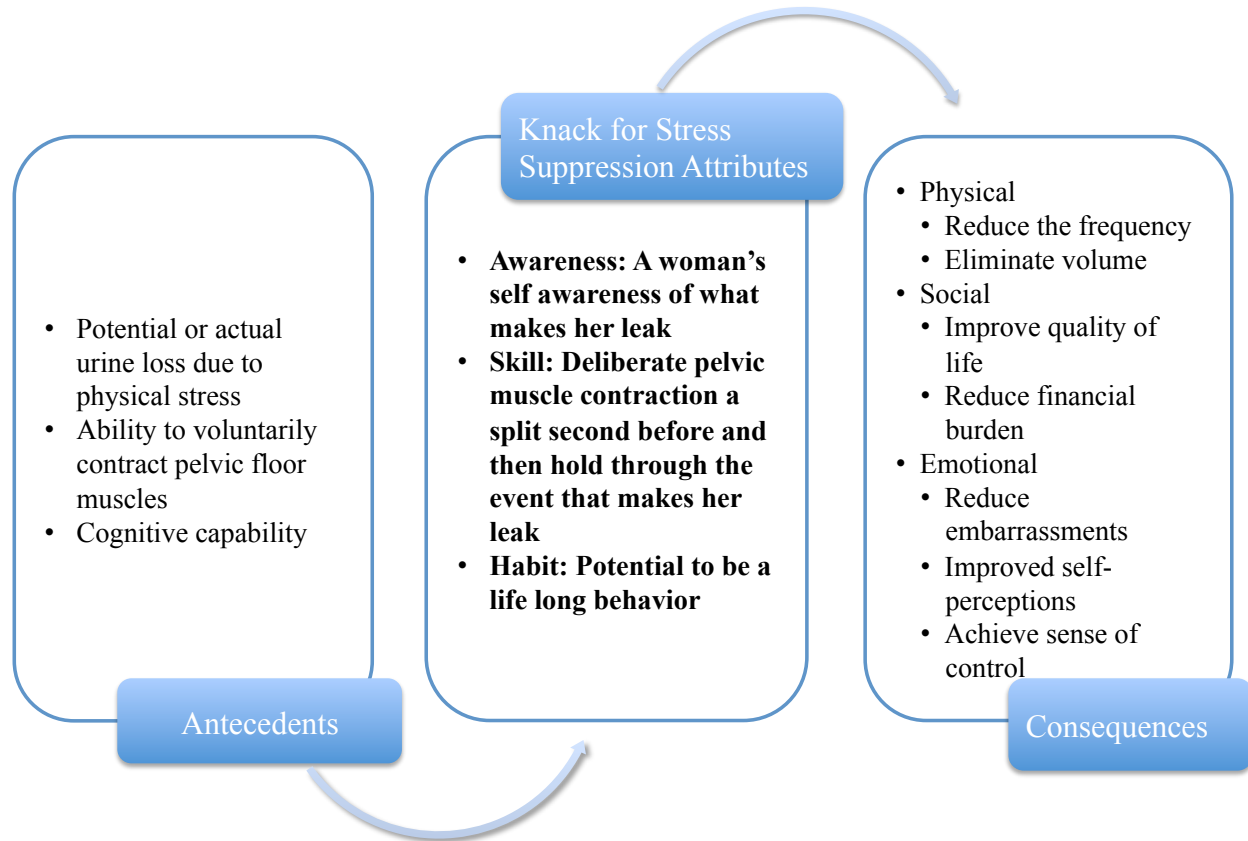 • Potential or actual
urine loss due to
physical stress
• Ability to voluntarily
contract pelvic floor
muscles
• Cognitive capability
Antecedents
Knack for Stress
Suppression Attributes
• Awareness: A woman’s
self awareness of what
makes her leak
• Skill: Deliberate pelvic
muscle contraction a
split second before and
then hold through the
event that makes her
leak
• Habit: Potential to be a
life long behavior
• Physical
• Reduce the frequency
• Eliminate volume
• Social
• Improve quality of
life
• Reduce financial
burden
• Emotional
• Reduce
embarrassments
• Improved self-
perceptions
• Achieve sense of
control
Consequences